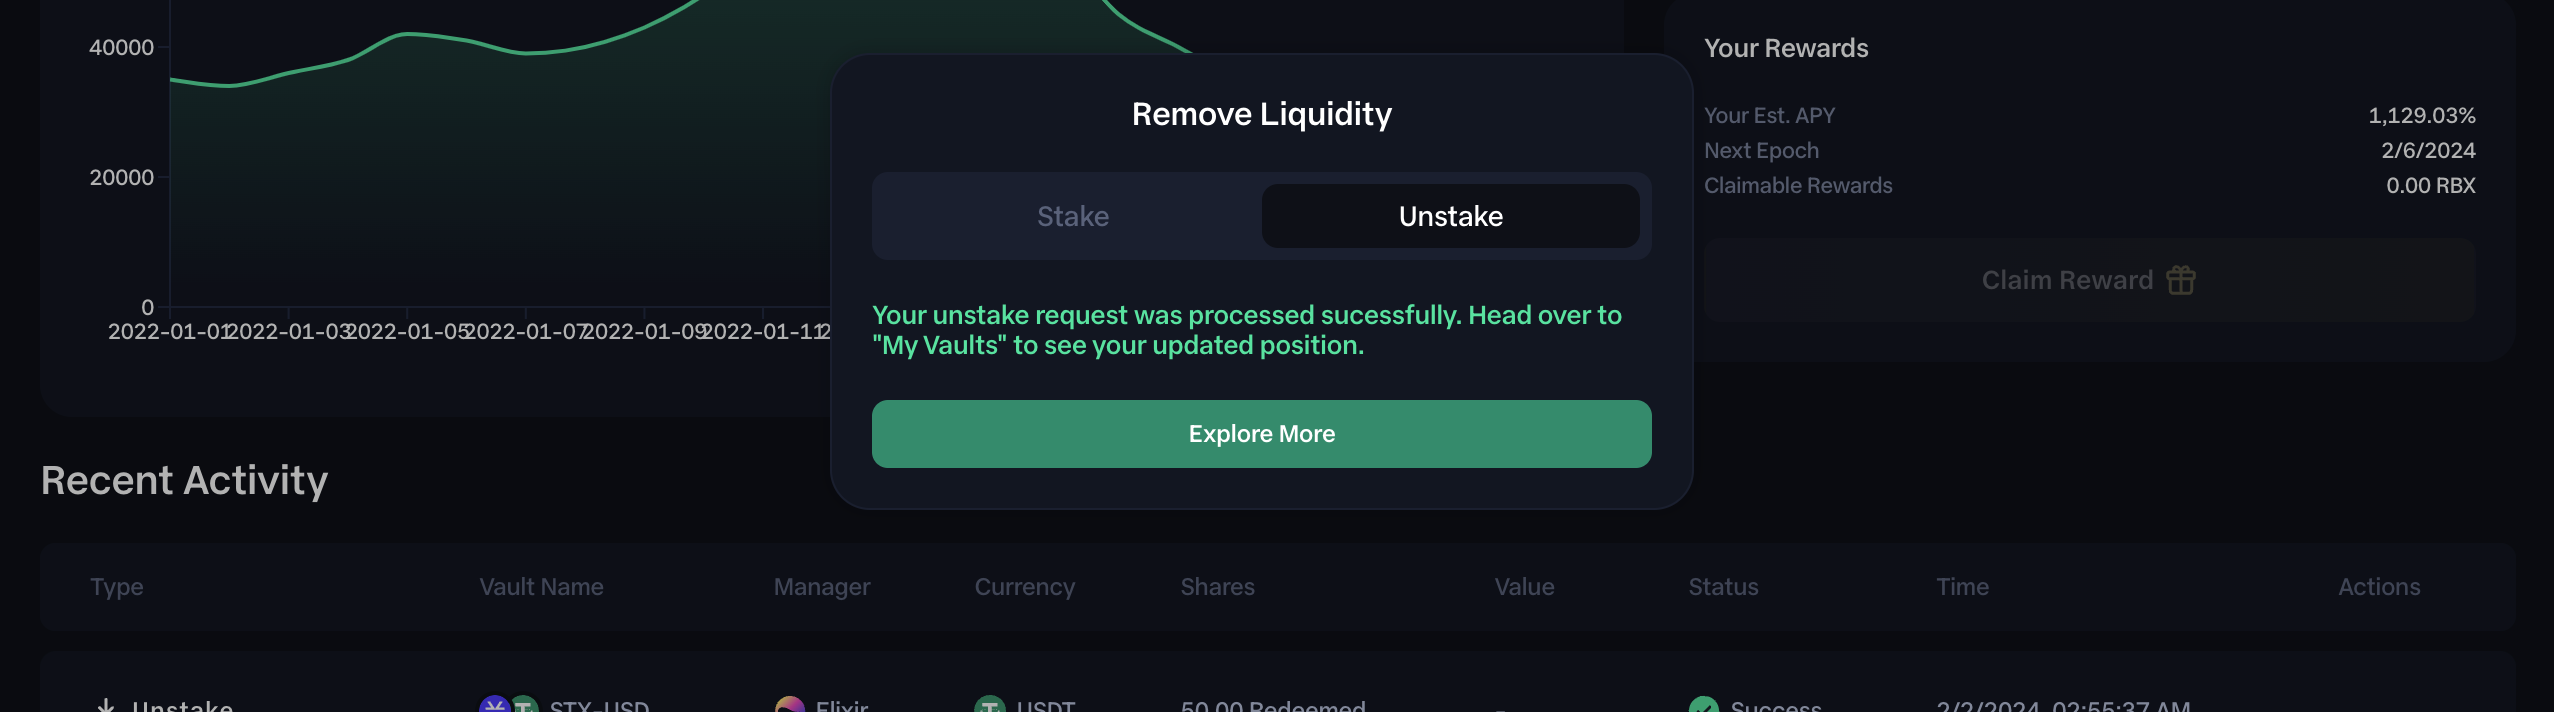 40000
20000
0
2022-01-01
2022-01-03
2022-01-05
2022-01-07
2022-01-09
2022-01-11
Remove Liquidity
Stake
Unstake
Your unstake request was processed sucessfully. Head over to
"My Vaults" to see your updated position.
Explore More
Your Rewards
Your Est. APY 1,129.03%
Next Epoch 2/6/2024
Claimable Rewards 0.00 RBX
Claim Reward
Recent Activity
Type Vault Name Manager Currency Shares Value Status Time Actions
Unstake STX-USD Elixir USDT 50.00 Redeemed - Success 2/2/2024, 02:55:37 AM